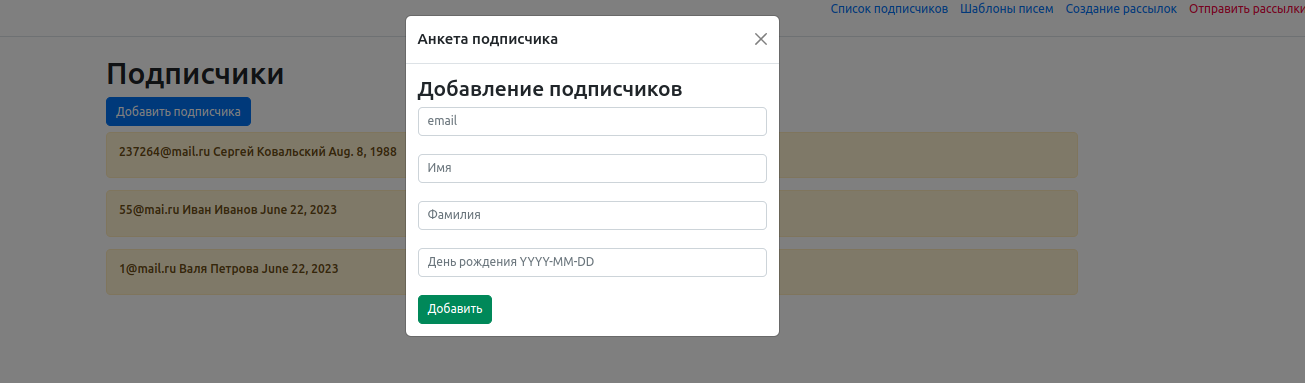 Список подписчиков Шаблоны писем Создание рассылок Отправить рассылки
Анкета подписчика
Подписчики
Добавить подписчика
237264@mail.ru Сергей Ковальский Aug. 8, 1988
55@mai.ru Иван Иванов June 22, 2023
1@mail.ru Валя Петрова June 22, 2023
Добавление подписчиков
email
Имя
Фамилия
День рождения YYYY-MM-DD
Добавить